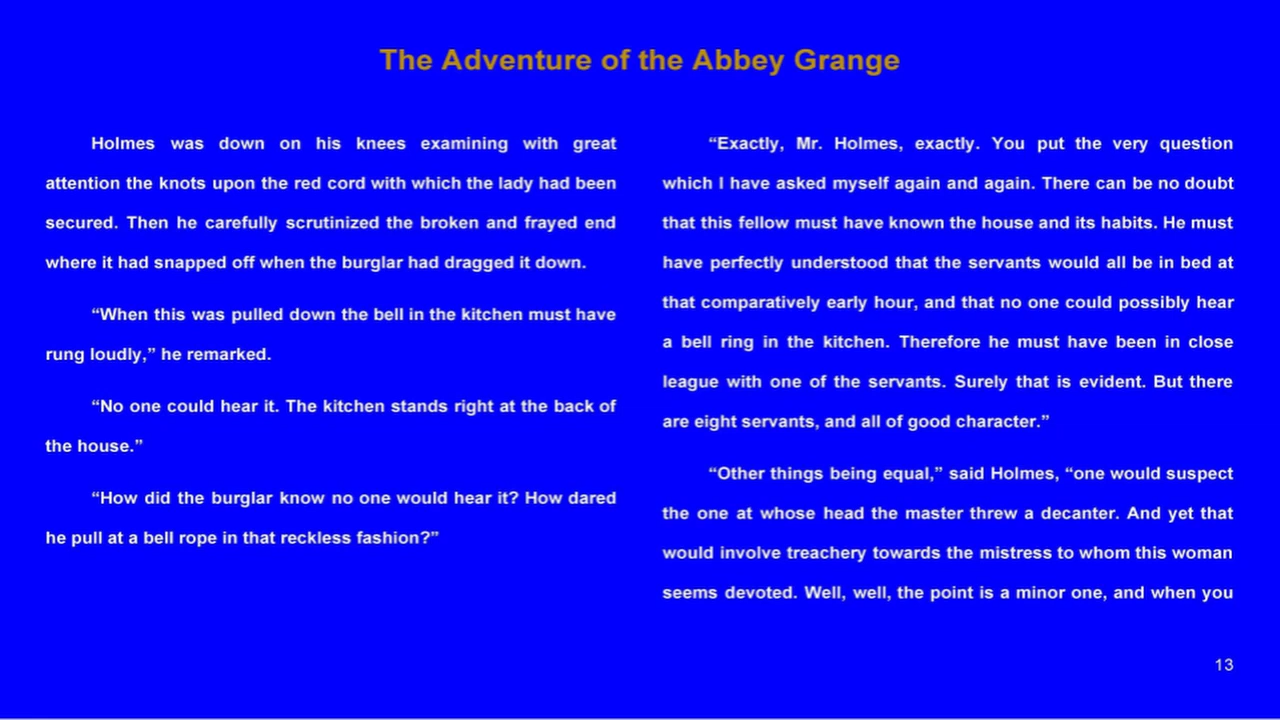 The Adventure of the Abbey Grange
Holmes was down on his knees examining with great
attention the knots upon the red cord with which the lady had been
secured. Then he carefully scrutinized the broken and frayed end
where it had snapped off when the burglar had dragged it down.
“When this was pulled down the bell in the kitchen must have
rung loudly,” he remarked.
“No one could hear it. The kitchen stands right at the back of
the house.”
“How did the burglar know no one would hear it? How dared
he pull at a bell rope in that reckless fashion?”
“Exactly, Mr. Holmes, exactly. You put the very question
which I have asked myself again and again. There can be no doubt
that this fellow must have known the house and its habits. He must
have perfectly understood that the servants would all be in bed at
that comparatively early hour, and that no one could possibly hear
a bell ring in the kitchen. Therefore he must have been in close
league with one of the servants. Surely that is evident. But there
are eight servants, and all of good character.”
“Other things being equal,” said Holmes, “one would suspect
the one at whose head the master threw a decanter. And yet that
would involve treachery towards the mistress to whom this woman
seems devoted. Well, well, the point is a minor one, and when you
13